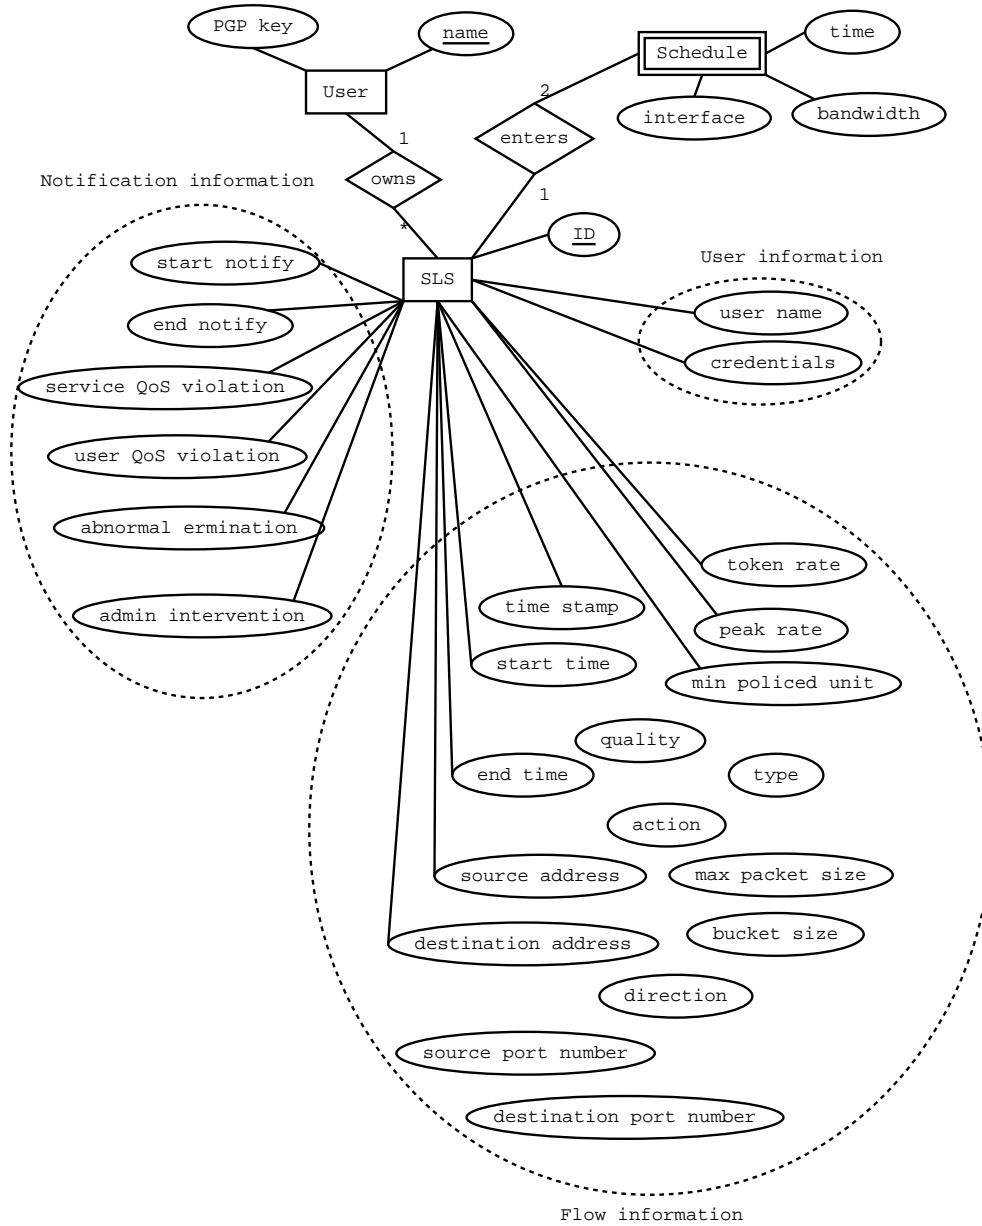 PGP key
name
time
Schedule
User
2
interface
bandwidth
1
enters
Notification information
owns
1
*
ID
start notify
User information
SLS
end notify
user name
credentials
service QoS violation
user QoS violation
abnormal ermination
token rate
time stamp
admin intervention
peak rate
start time
min policed unit
quality
end time
type
action
source address
max packet size
destination address
bucket size
direction
source port number
destination port number
Flow information